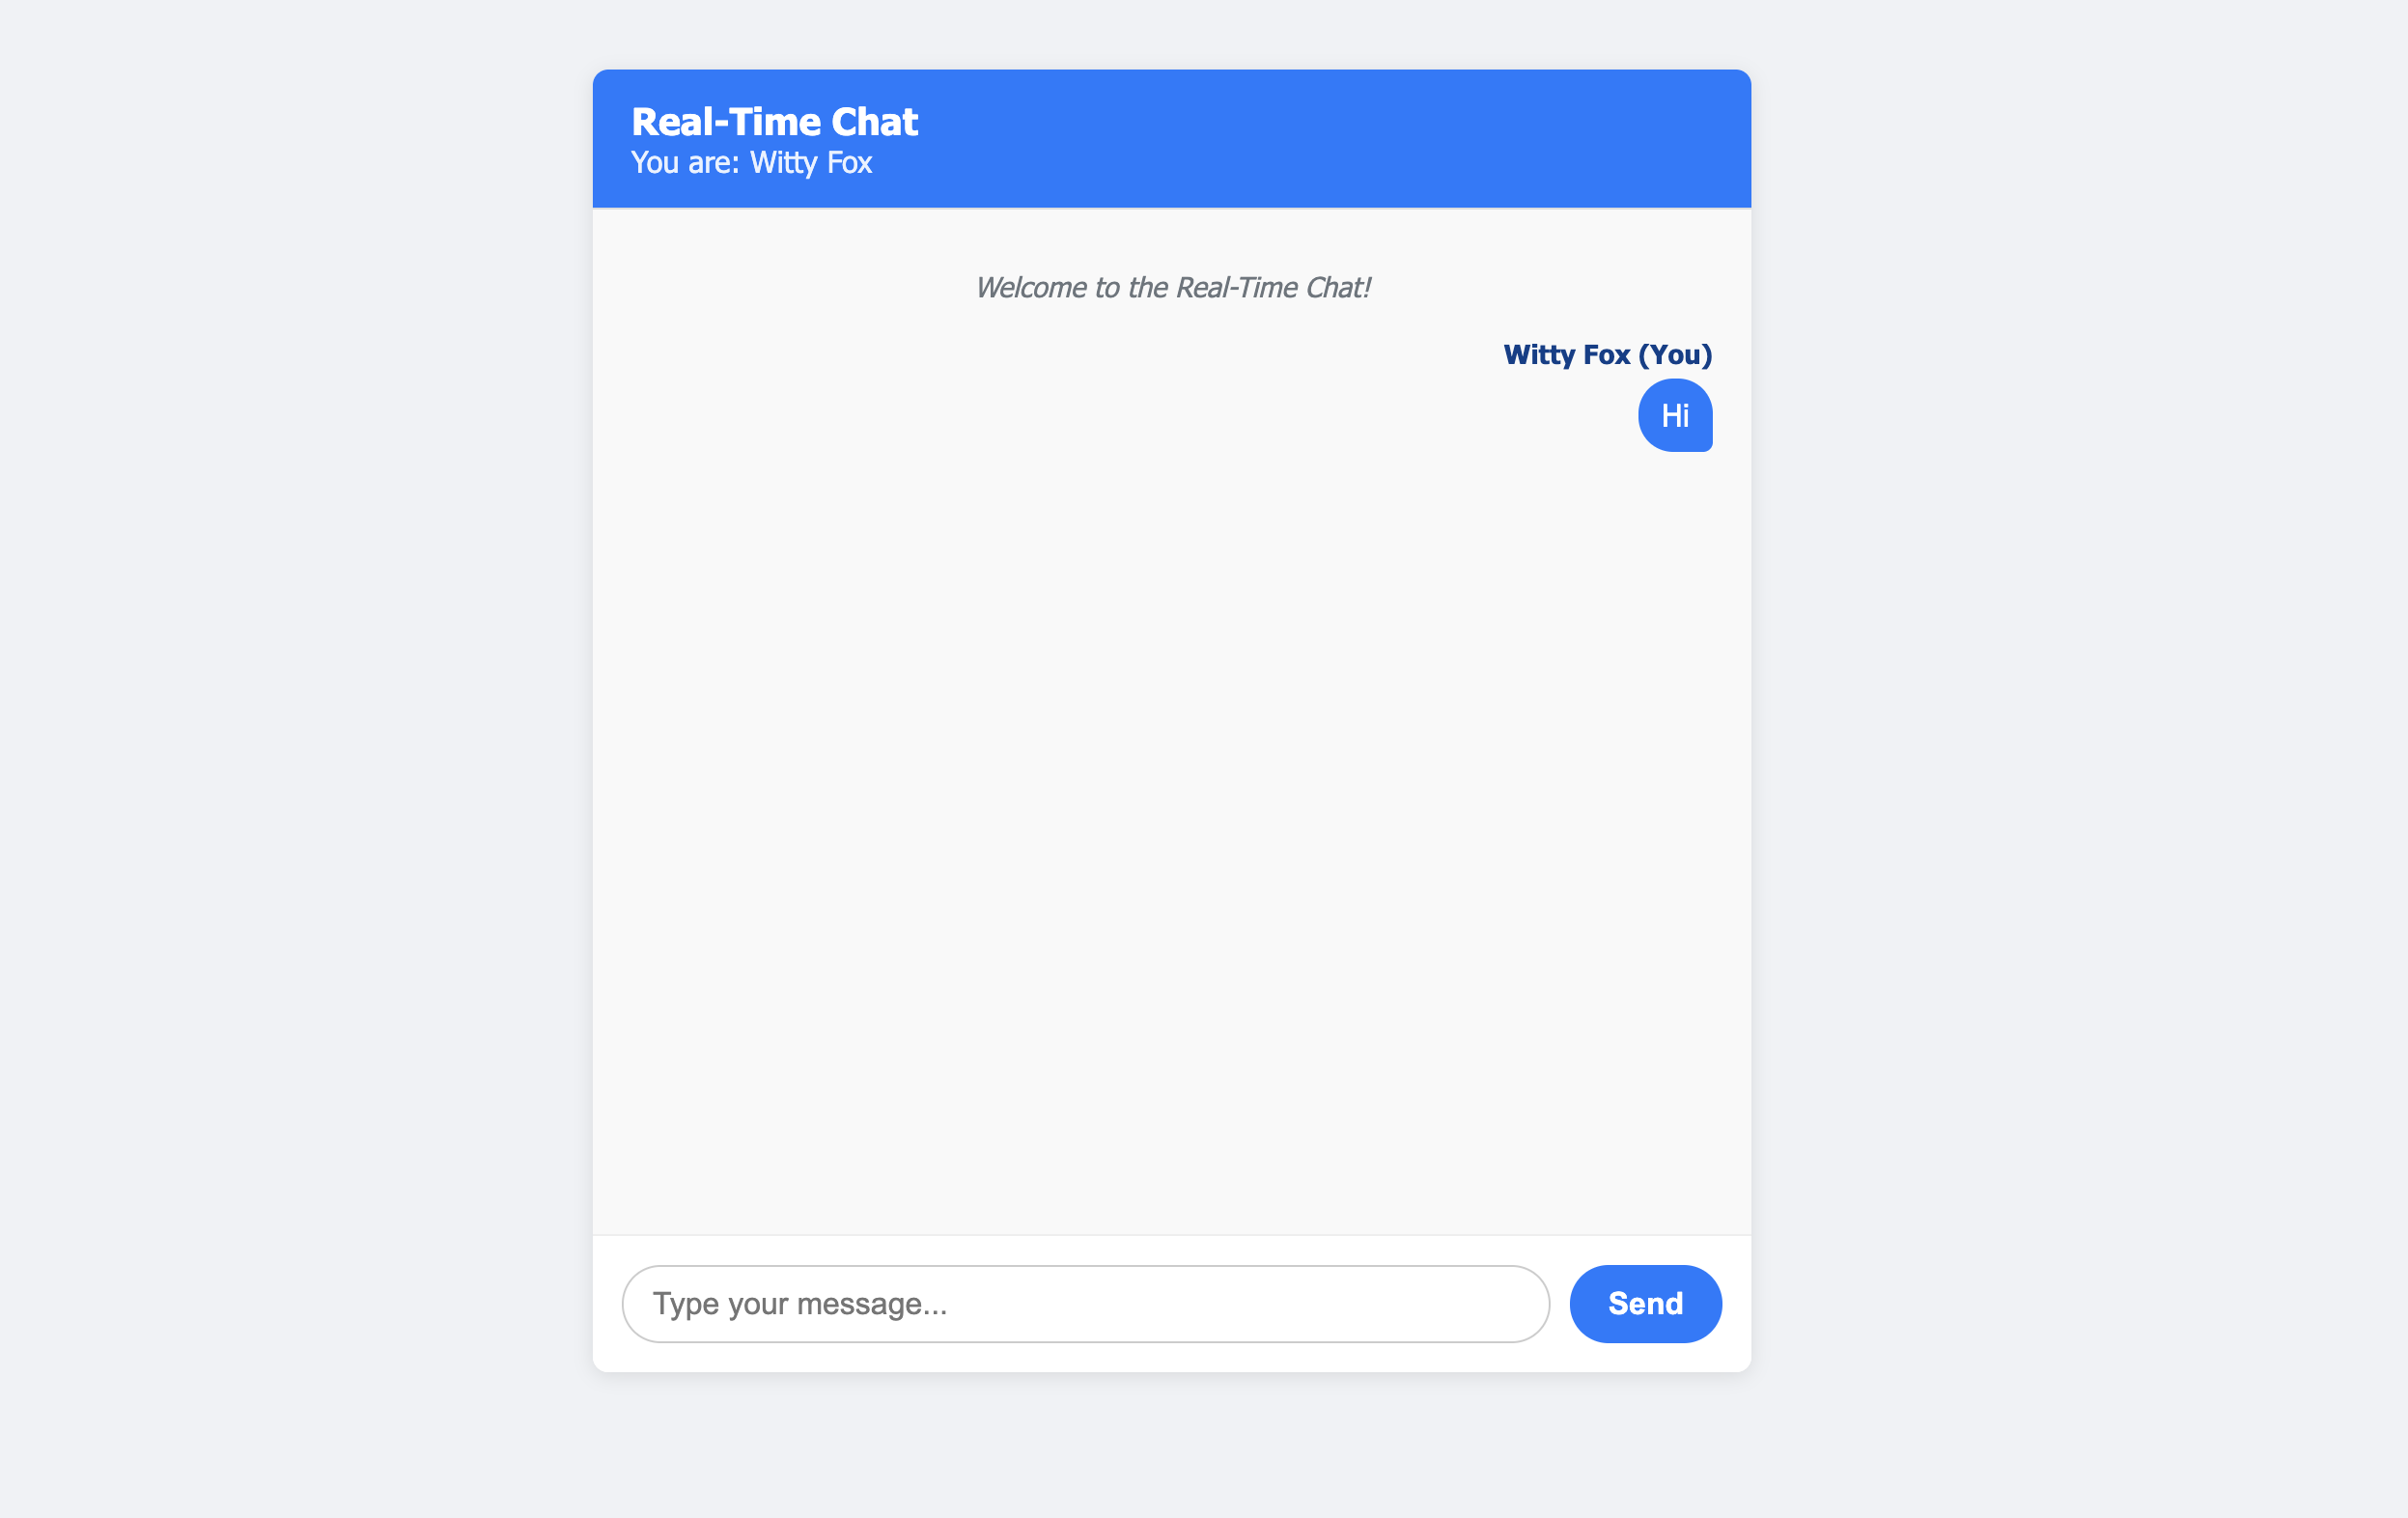 Real-Time Chat
You are: Witty Fox
Welcome to the Real-Time Chat!
Witty Fox (You)
Hi
Type your message...
Send